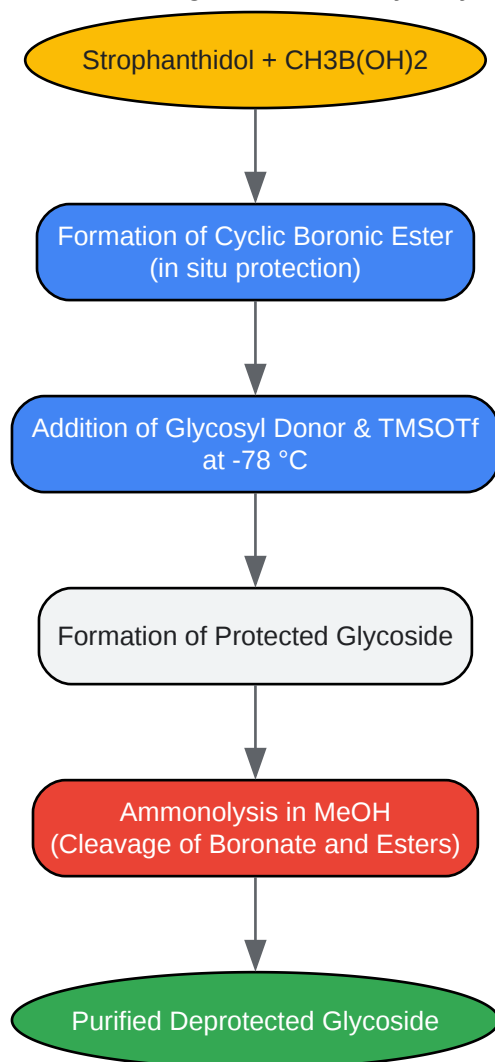 Strophanthidol + CH3B(OH)2
Formation of Cyclic Boronic Ester
(in situ protection)
Addition of Glycosyl Donor & TMSOTf
at -78 °C
Formation of Protected Glycoside
Ammonolysis in MeOH
(Cleavage of Boronate and Esters)
Purified Deprotected Glycoside